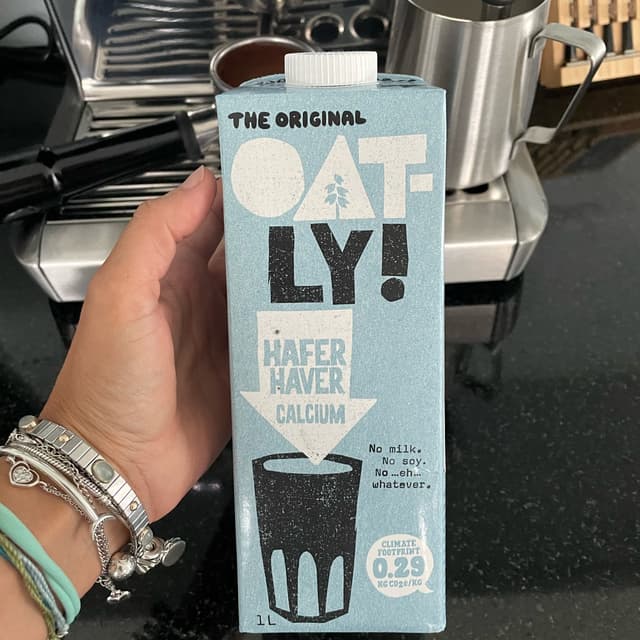 THE ORIGINAL
OAT-
LY!
HAFER
HAVER
CALCIUM
No milk.
No soy.
No ...eh...
whatever.
CLIMATE
FOOTPRINT
0.29
KG CO2e/KG
1L